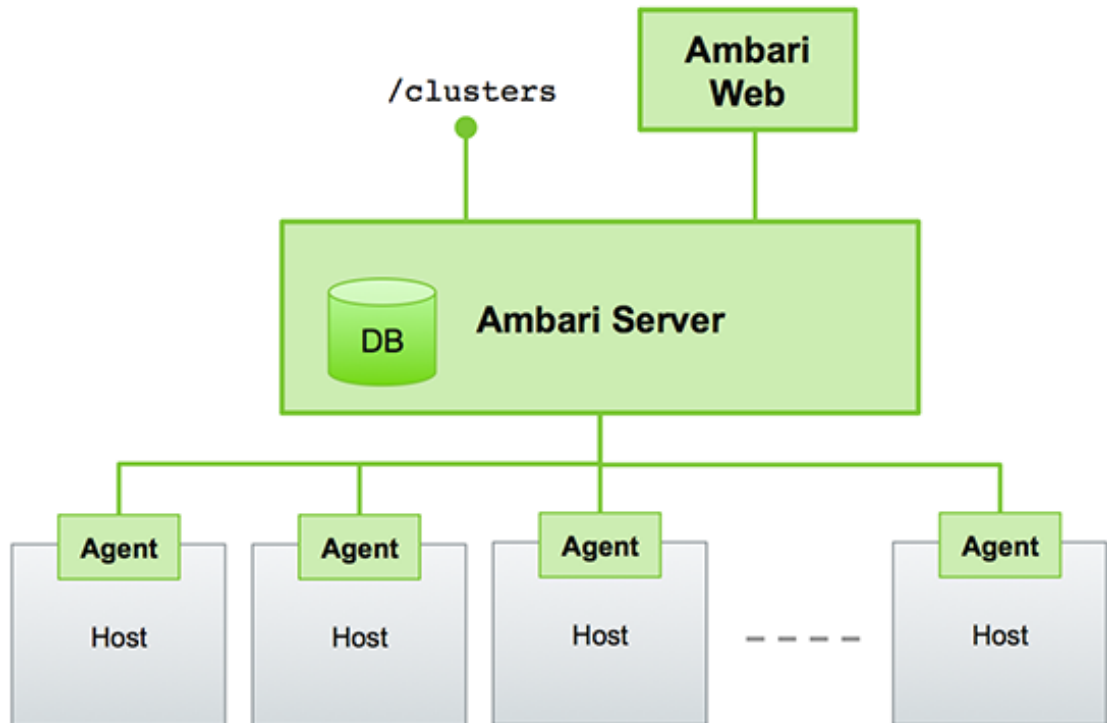 Ambari
Web
/clusters
DB
Ambari Server
Agent
Agent
Agent
Agent
Host
Host
Host
Host